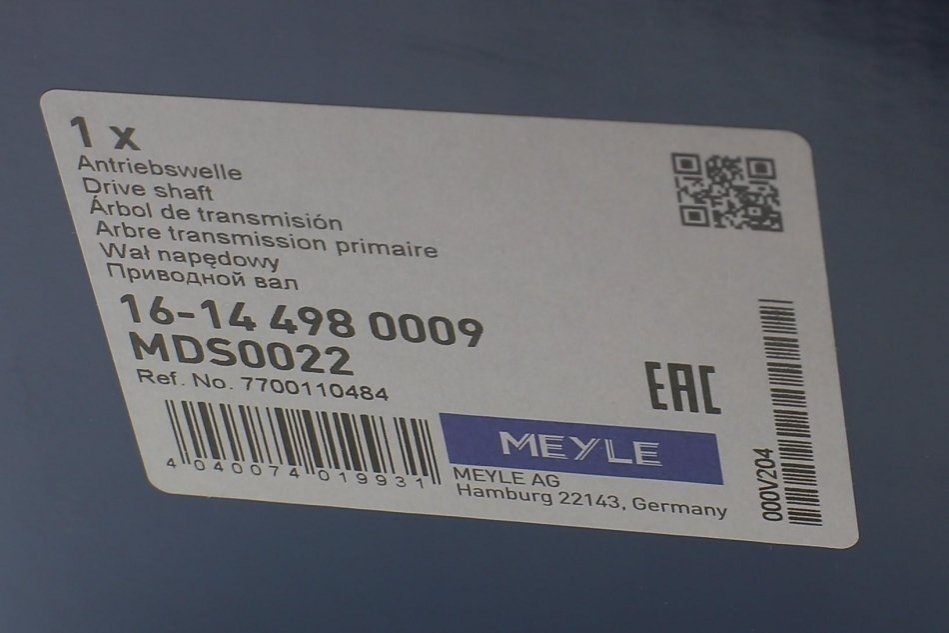 1 x
Antriebswelle
Drive shaft
Árbol de transmisión
Arbre transmission primaire
Wał napędowy
Приводной вал
16-14 498 0009
MDS0022
Ref. No. 7700110484
EAC
4 040074 019931
MEYLE
MEYLE AG
Hamburg 22143, Germany
000V204